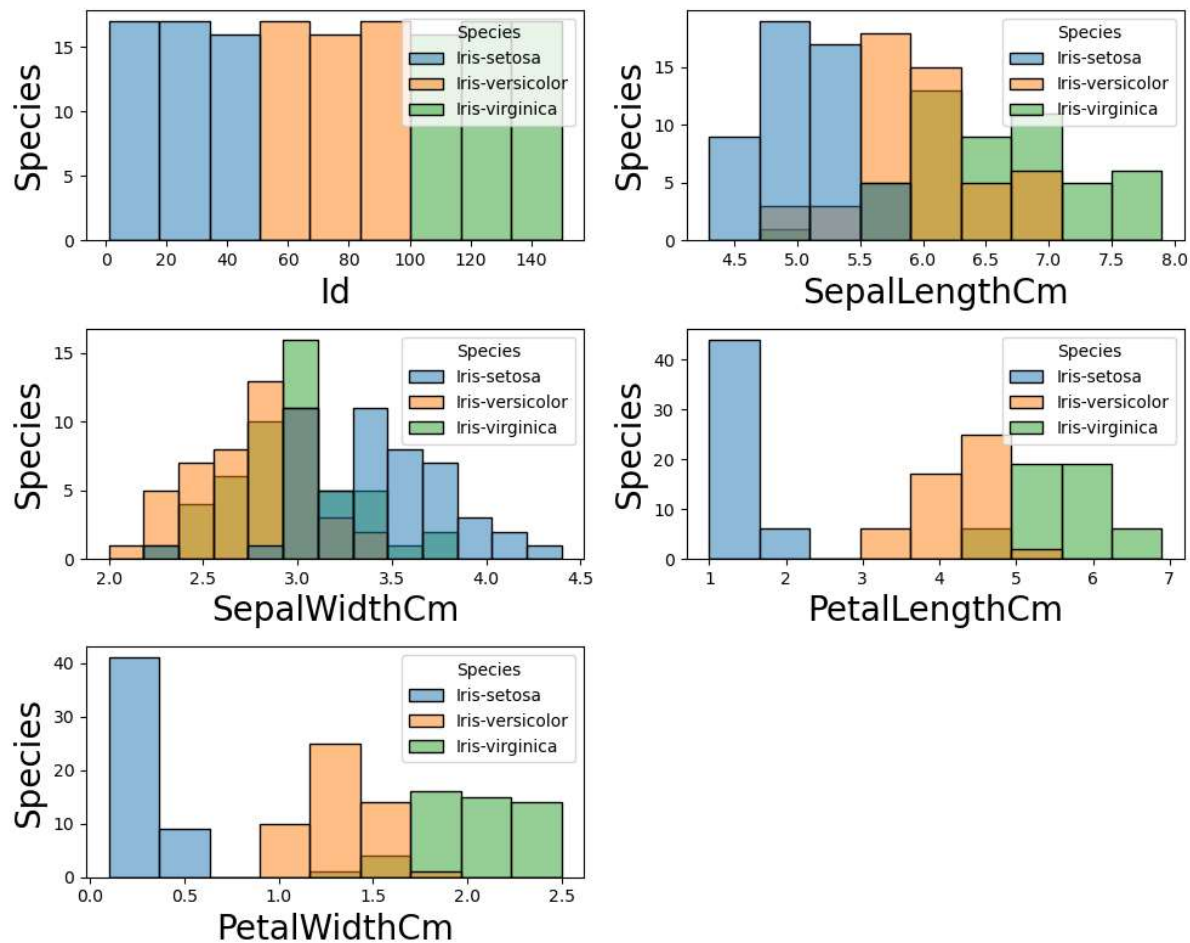 Species
15
10
5
0
Species
Iris-setosa
Iris-versicolor
Iris-virginica
0 20 40 60 80 100 120 140
Id
Species
15
10
5
0
Species
Iris-setosa
Iris-versicolor
Iris-virginica
4.5 5.0 5.5 6.0 6.5 7.0 7.5 8.0
SepalLengthCm
Species
15
10
5
0
Species
Iris-setosa
Iris-versicolor
Iris-virginica
2.0 2.5 3.0 3.5 4.0 4.5
SepalWidthCm
Species
40
30
20
10
0
Species
Iris-setosa
Iris-versicolor
Iris-virginica
1 2 3 4 5 6 7
PetalLengthCm
Species
40
30
20
10
0
Species
Iris-setosa
Iris-versicolor
Iris-virginica
0.0 0.5 1.0 1.5 2.0 2.5
PetalWidthCm